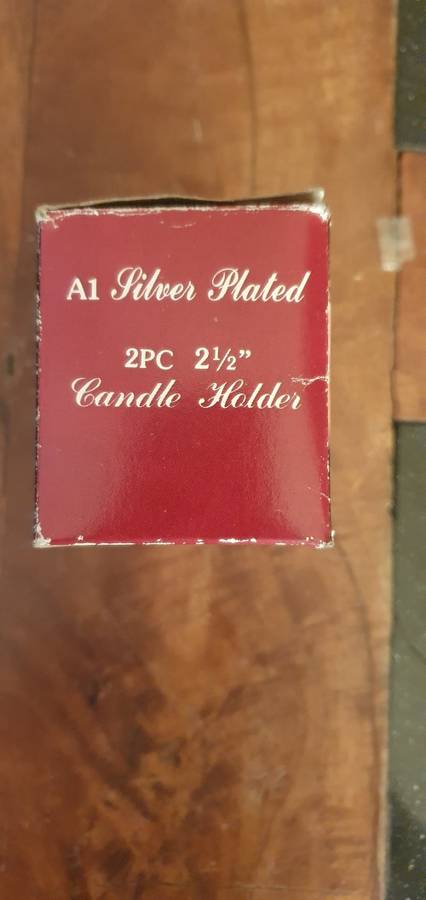 A1 Silver Plated
2PC 2½”
Candle Holder